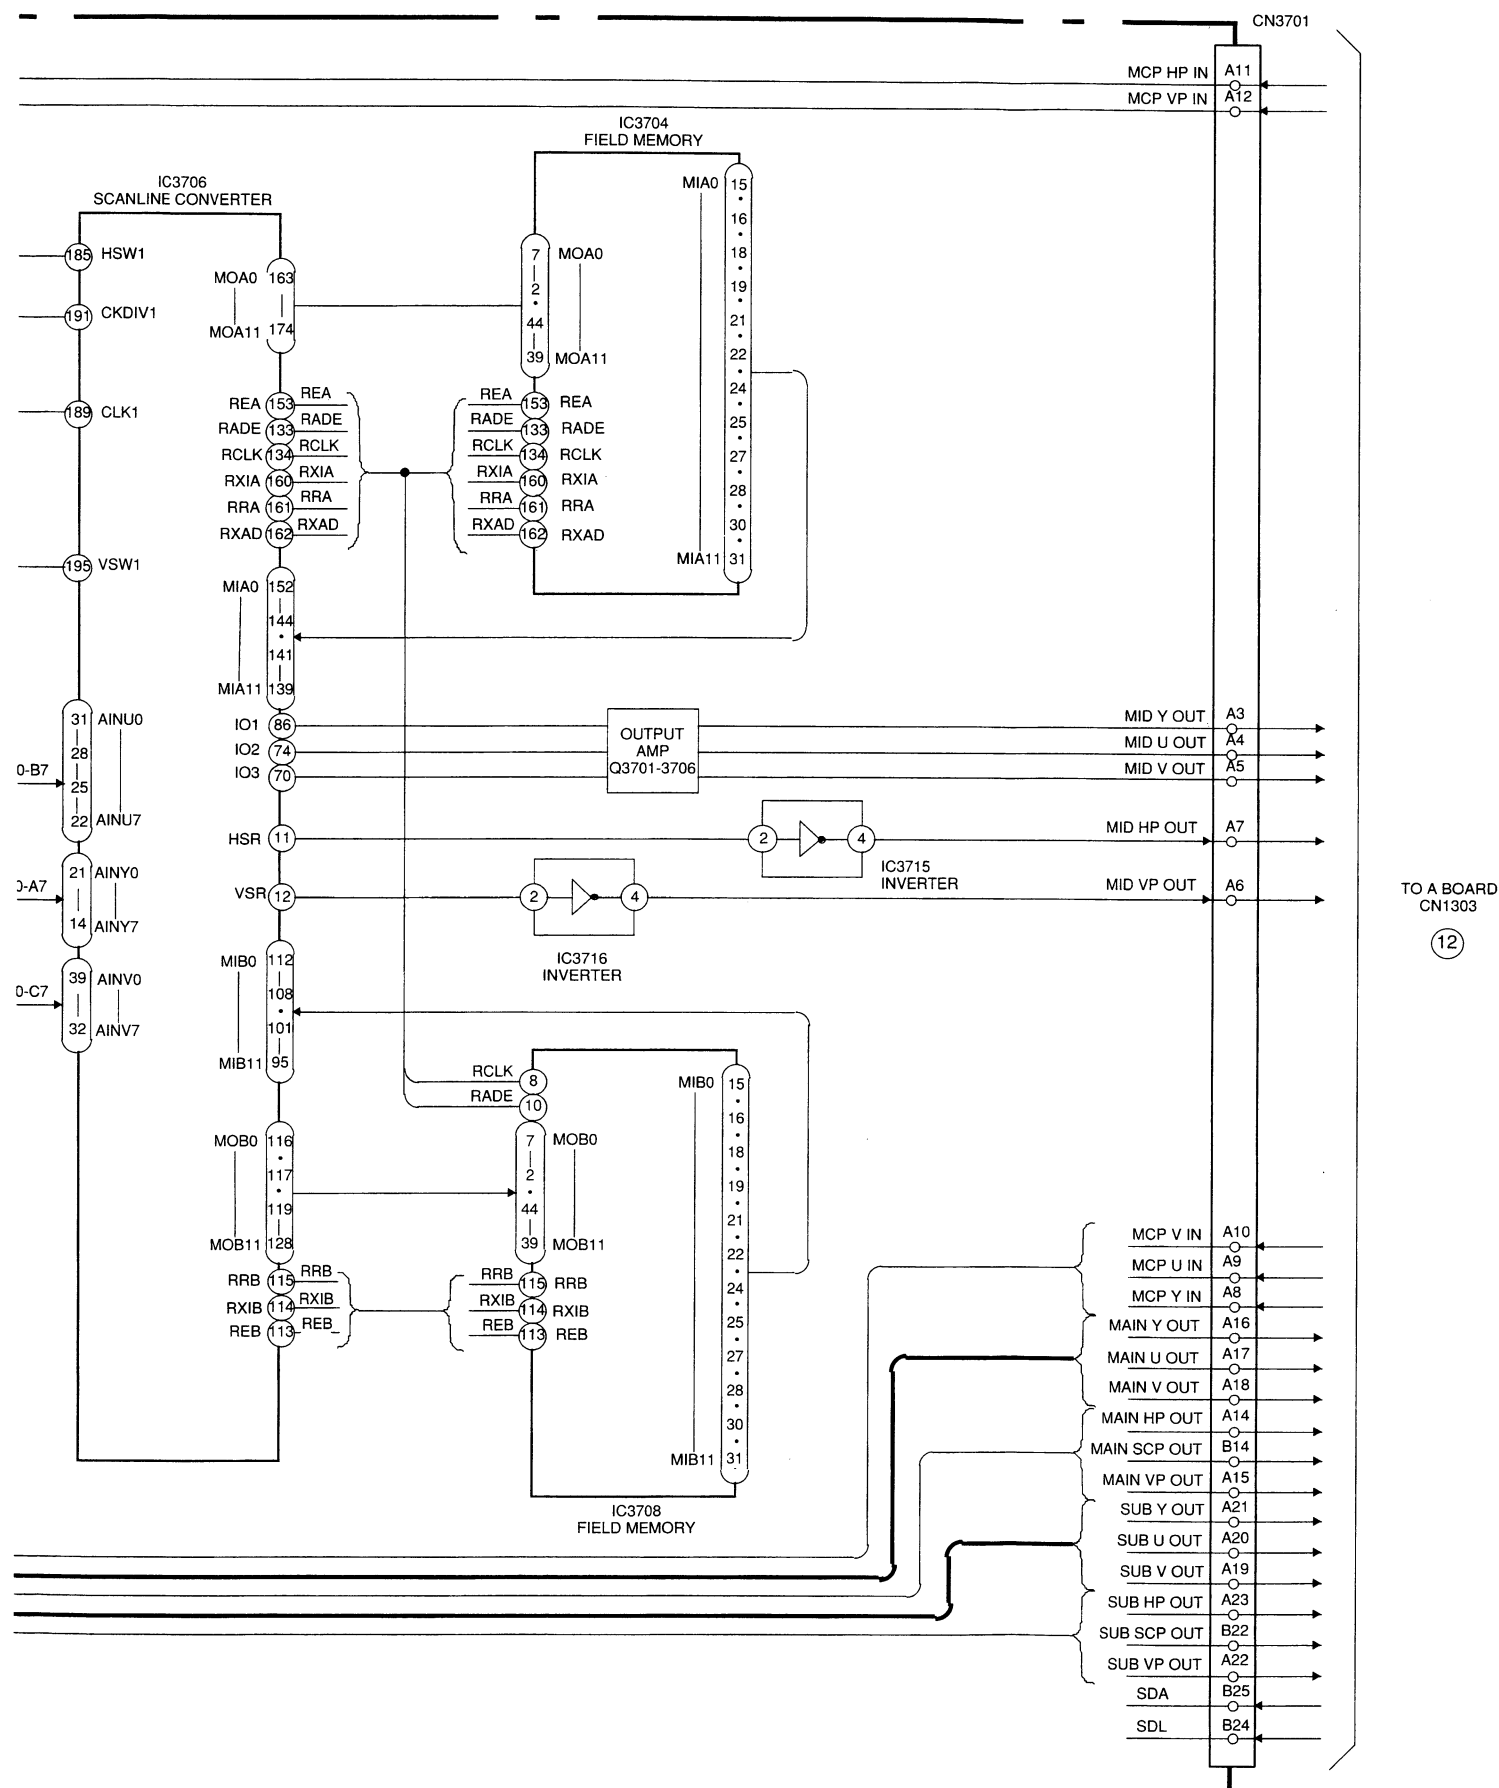 CN3701
MCP HP IN A11
MCP VP IN A12
IC3704
FIELD MEMORY
MIA0 15
16
18
19
21
22
24
25
27
28
30
MIA11 31
7 MOA0
2
44
39 MOA11
REA 153 REA
RADE 133 RADE
RCLK 134 RCLK
RXIA 160 RXIA
RRA 161 RRA
RXAD 162 RXAD
IC3706
SCANLINE CONVERTER
185 HSW1
191 CKDIV1
189 CLK1
195 VSW1
MOA0 163
MOA11 174
REA 153 REA
RADE 133 RADE
RCLK 134 RCLK
RXIA 160 RXIA
RRA 161 RRA
RXAD 162 RXAD
MIA0 152
144
141
MIA11 139
IO1 86
IO2 74
IO3 70
OUTPUT
AMP
Q3701-3706
MID Y OUT A3
MID U OUT A4
MID V OUT A5
31 AINU0
28
0-B7
25
22 AINU7
HSR 11
2 4
IC3715
INVERTER
MID HP OUT A7
21 AINY0
0-A7
14 AINY7
VSR 12
2 4
IC3716
INVERTER
MID VP OUT A6
TO A BOARD
CN1303
12
39 AINV0
0-C7
32 AINV7
MIB0 112
108
101
MIB11 95
RCLK 8
RADE 10
MOB0 116
117
119
MOB11 128
7 MOB0
2
44
39 MOB11
RRB 115 RRB
RXIB 114 RXIB
REB 113 REB
RRB 115 RRB
RXIB 114 RXIB
REB 113 REB
MIB0 15
16
18
19
21
22
24
25
27
28
30
MIB11 31
IC3708
FIELD MEMORY
MCP V IN A10
MCP U IN A9
MCP Y IN A8
MAIN Y OUT A16
MAIN U OUT A17
MAIN V OUT A18
MAIN HP OUT A14
MAIN SCP OUT B14
MAIN VP OUT A15
SUB Y OUT A21
SUB U OUT A20
SUB V OUT A19
SUB HP OUT A23
SUB SCP OUT B22
SUB VP OUT A22
SDA B25
SDL B24